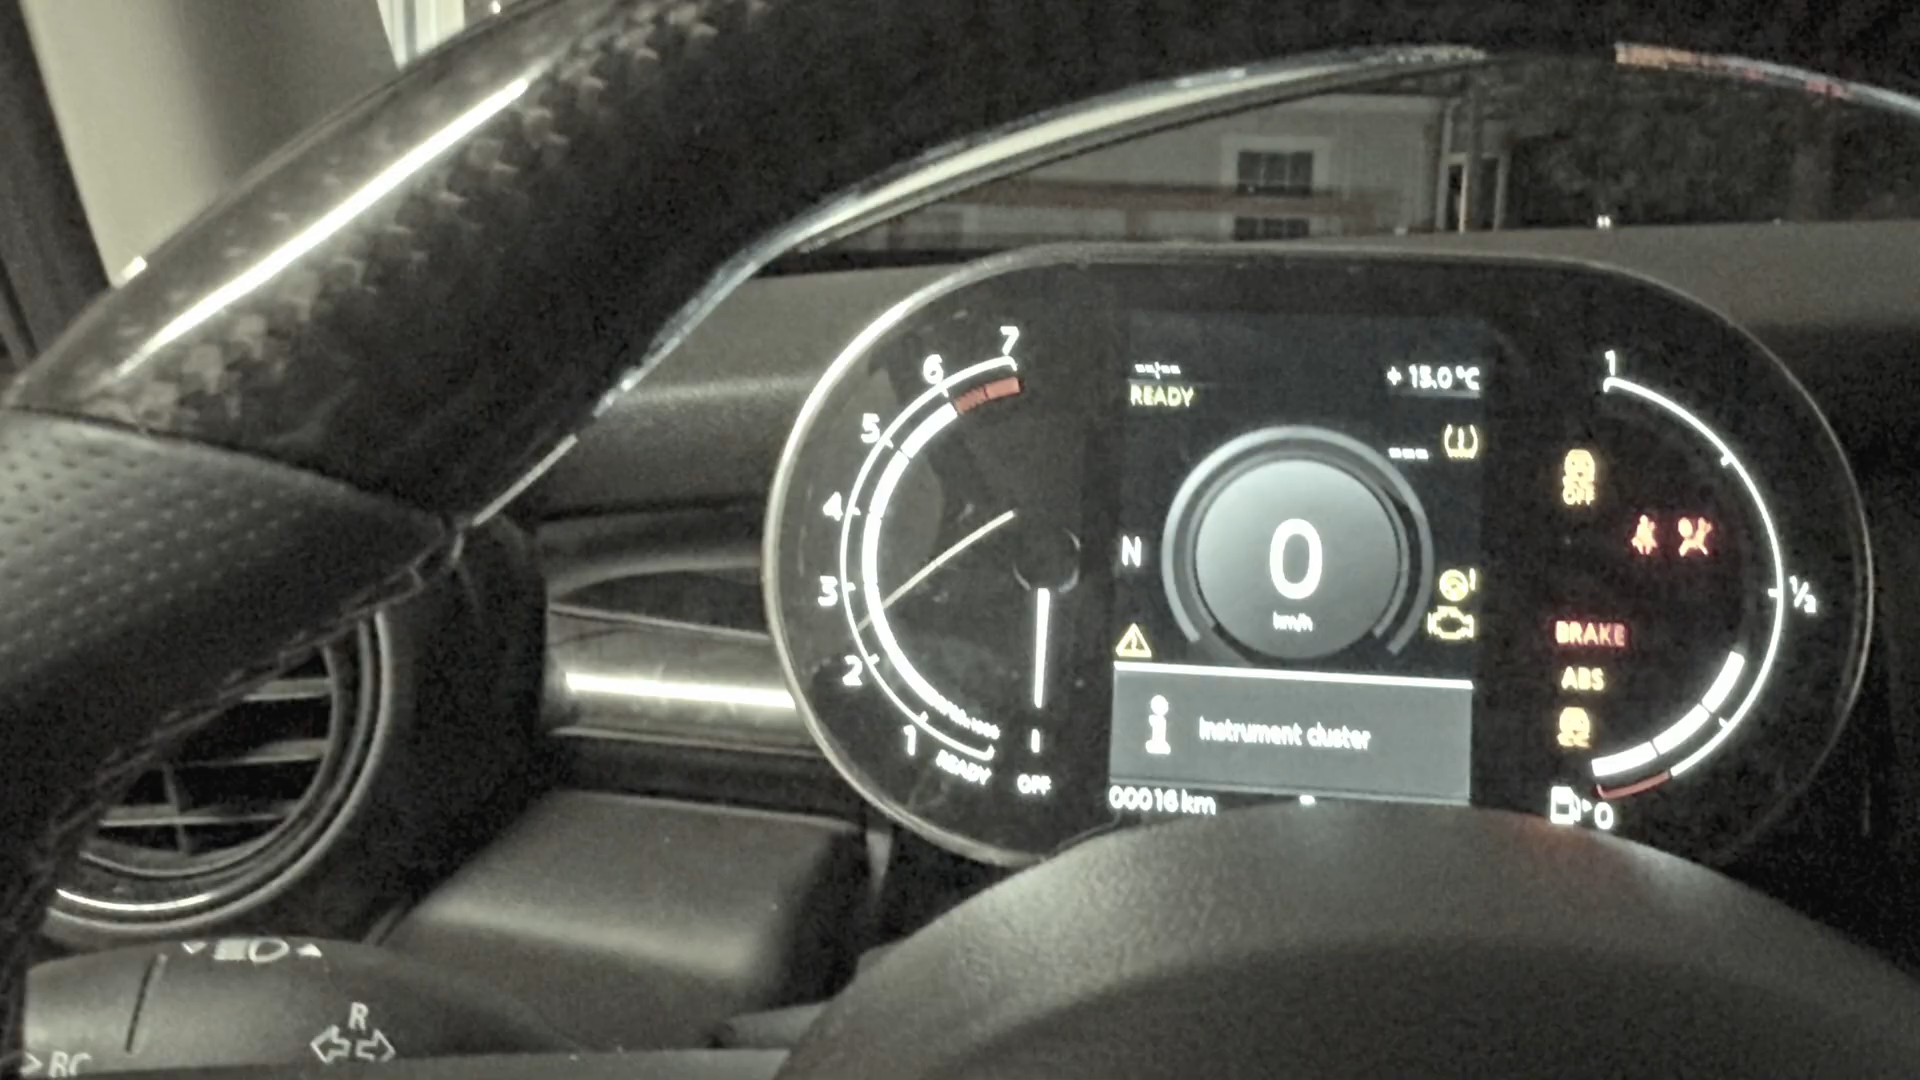 7
6
5
4
3
2
1
READY
OFF
--:--
+ 15.0 °C
READY
---
N
0
km/h
Instrument cluster
00016 km
1
OFF
BRAKE
ABS
1/2
0
R
RC